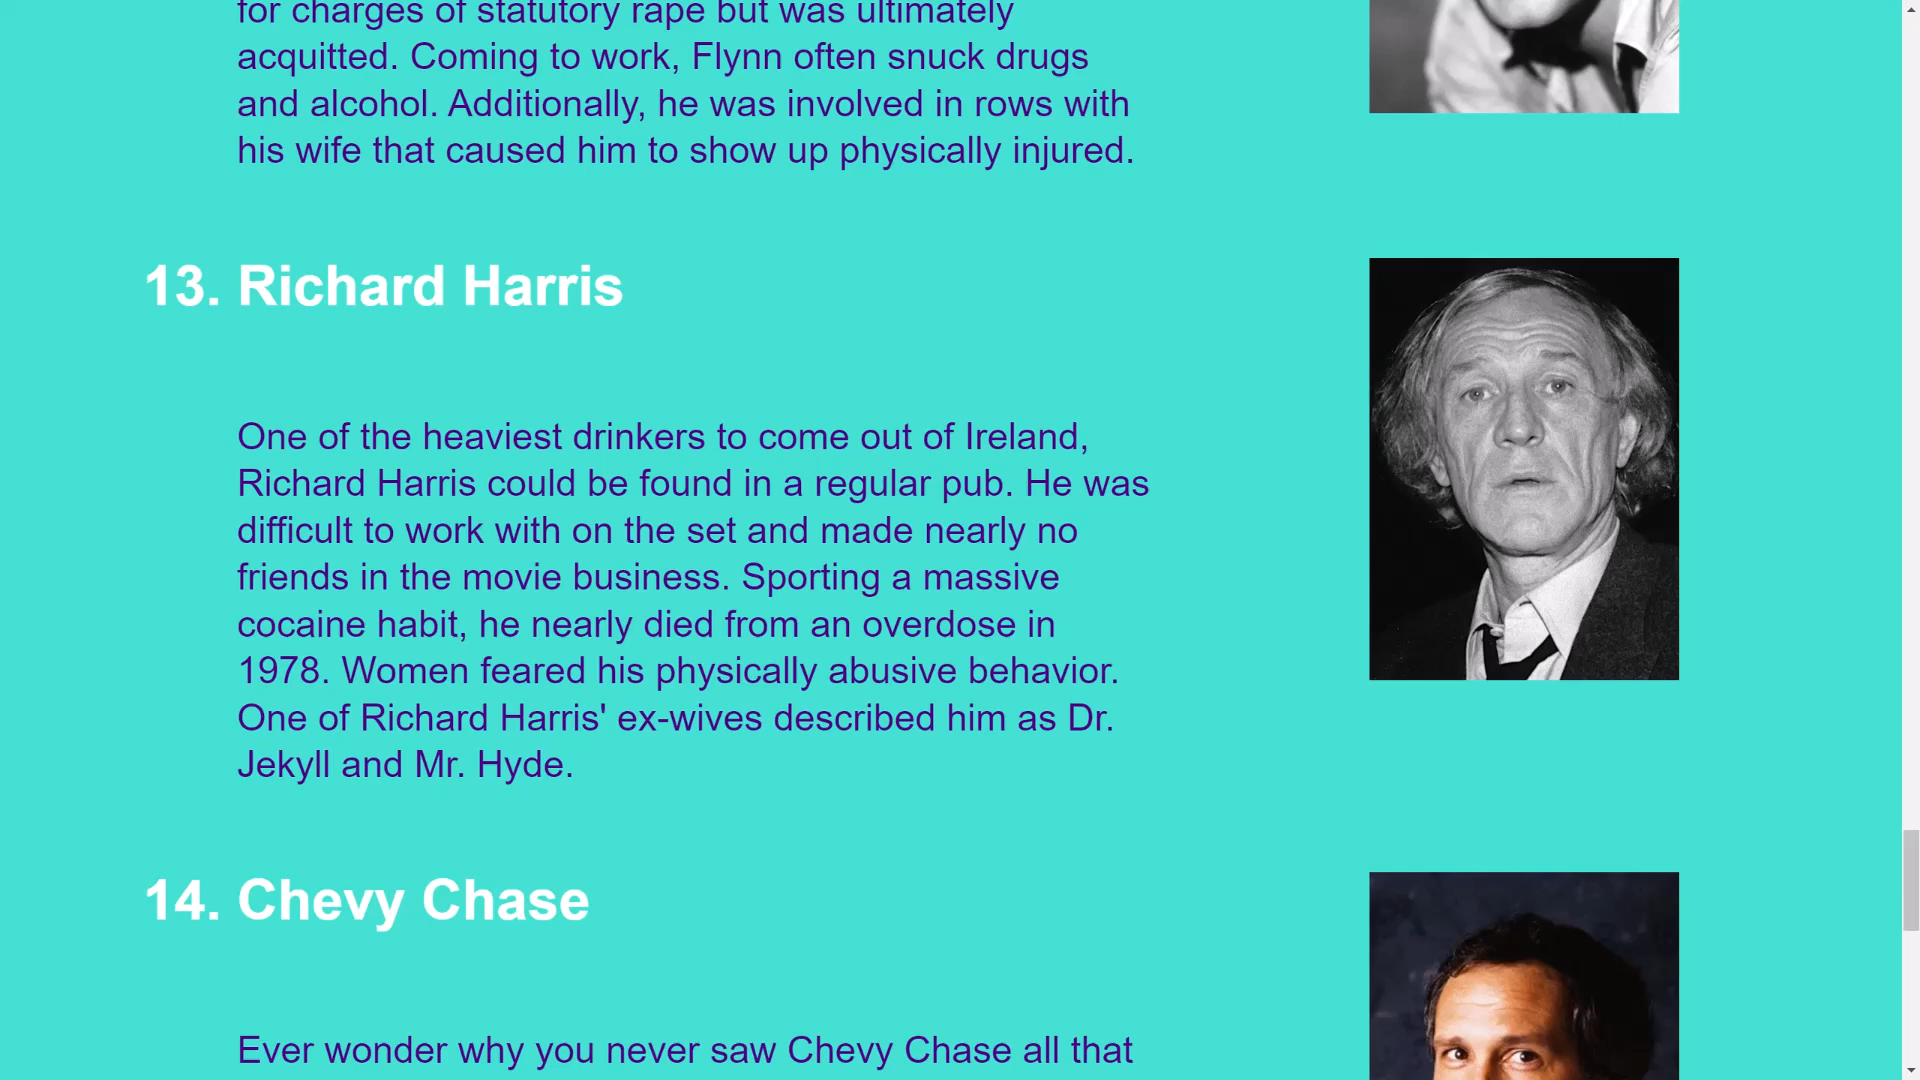 for charges of statutory rape but was ultimately
acquitted. Coming to work, Flynn often snuck drugs
and alcohol. Additionally, he was involved in rows with
his wife that caused him to show up physically injured.
13. Richard Harris
One of the heaviest drinkers to come out of Ireland,
Richard Harris could be found in a regular pub. He was
difficult to work with on the set and made nearly no
friends in the movie business. Sporting a massive
cocaine habit, he nearly died from an overdose in
1978. Women feared his physically abusive behavior.
One of Richard Harris' ex-wives described him as Dr.
Jekyll and Mr. Hyde.
14. Chevy Chase
Ever wonder why you never saw Chevy Chase all that